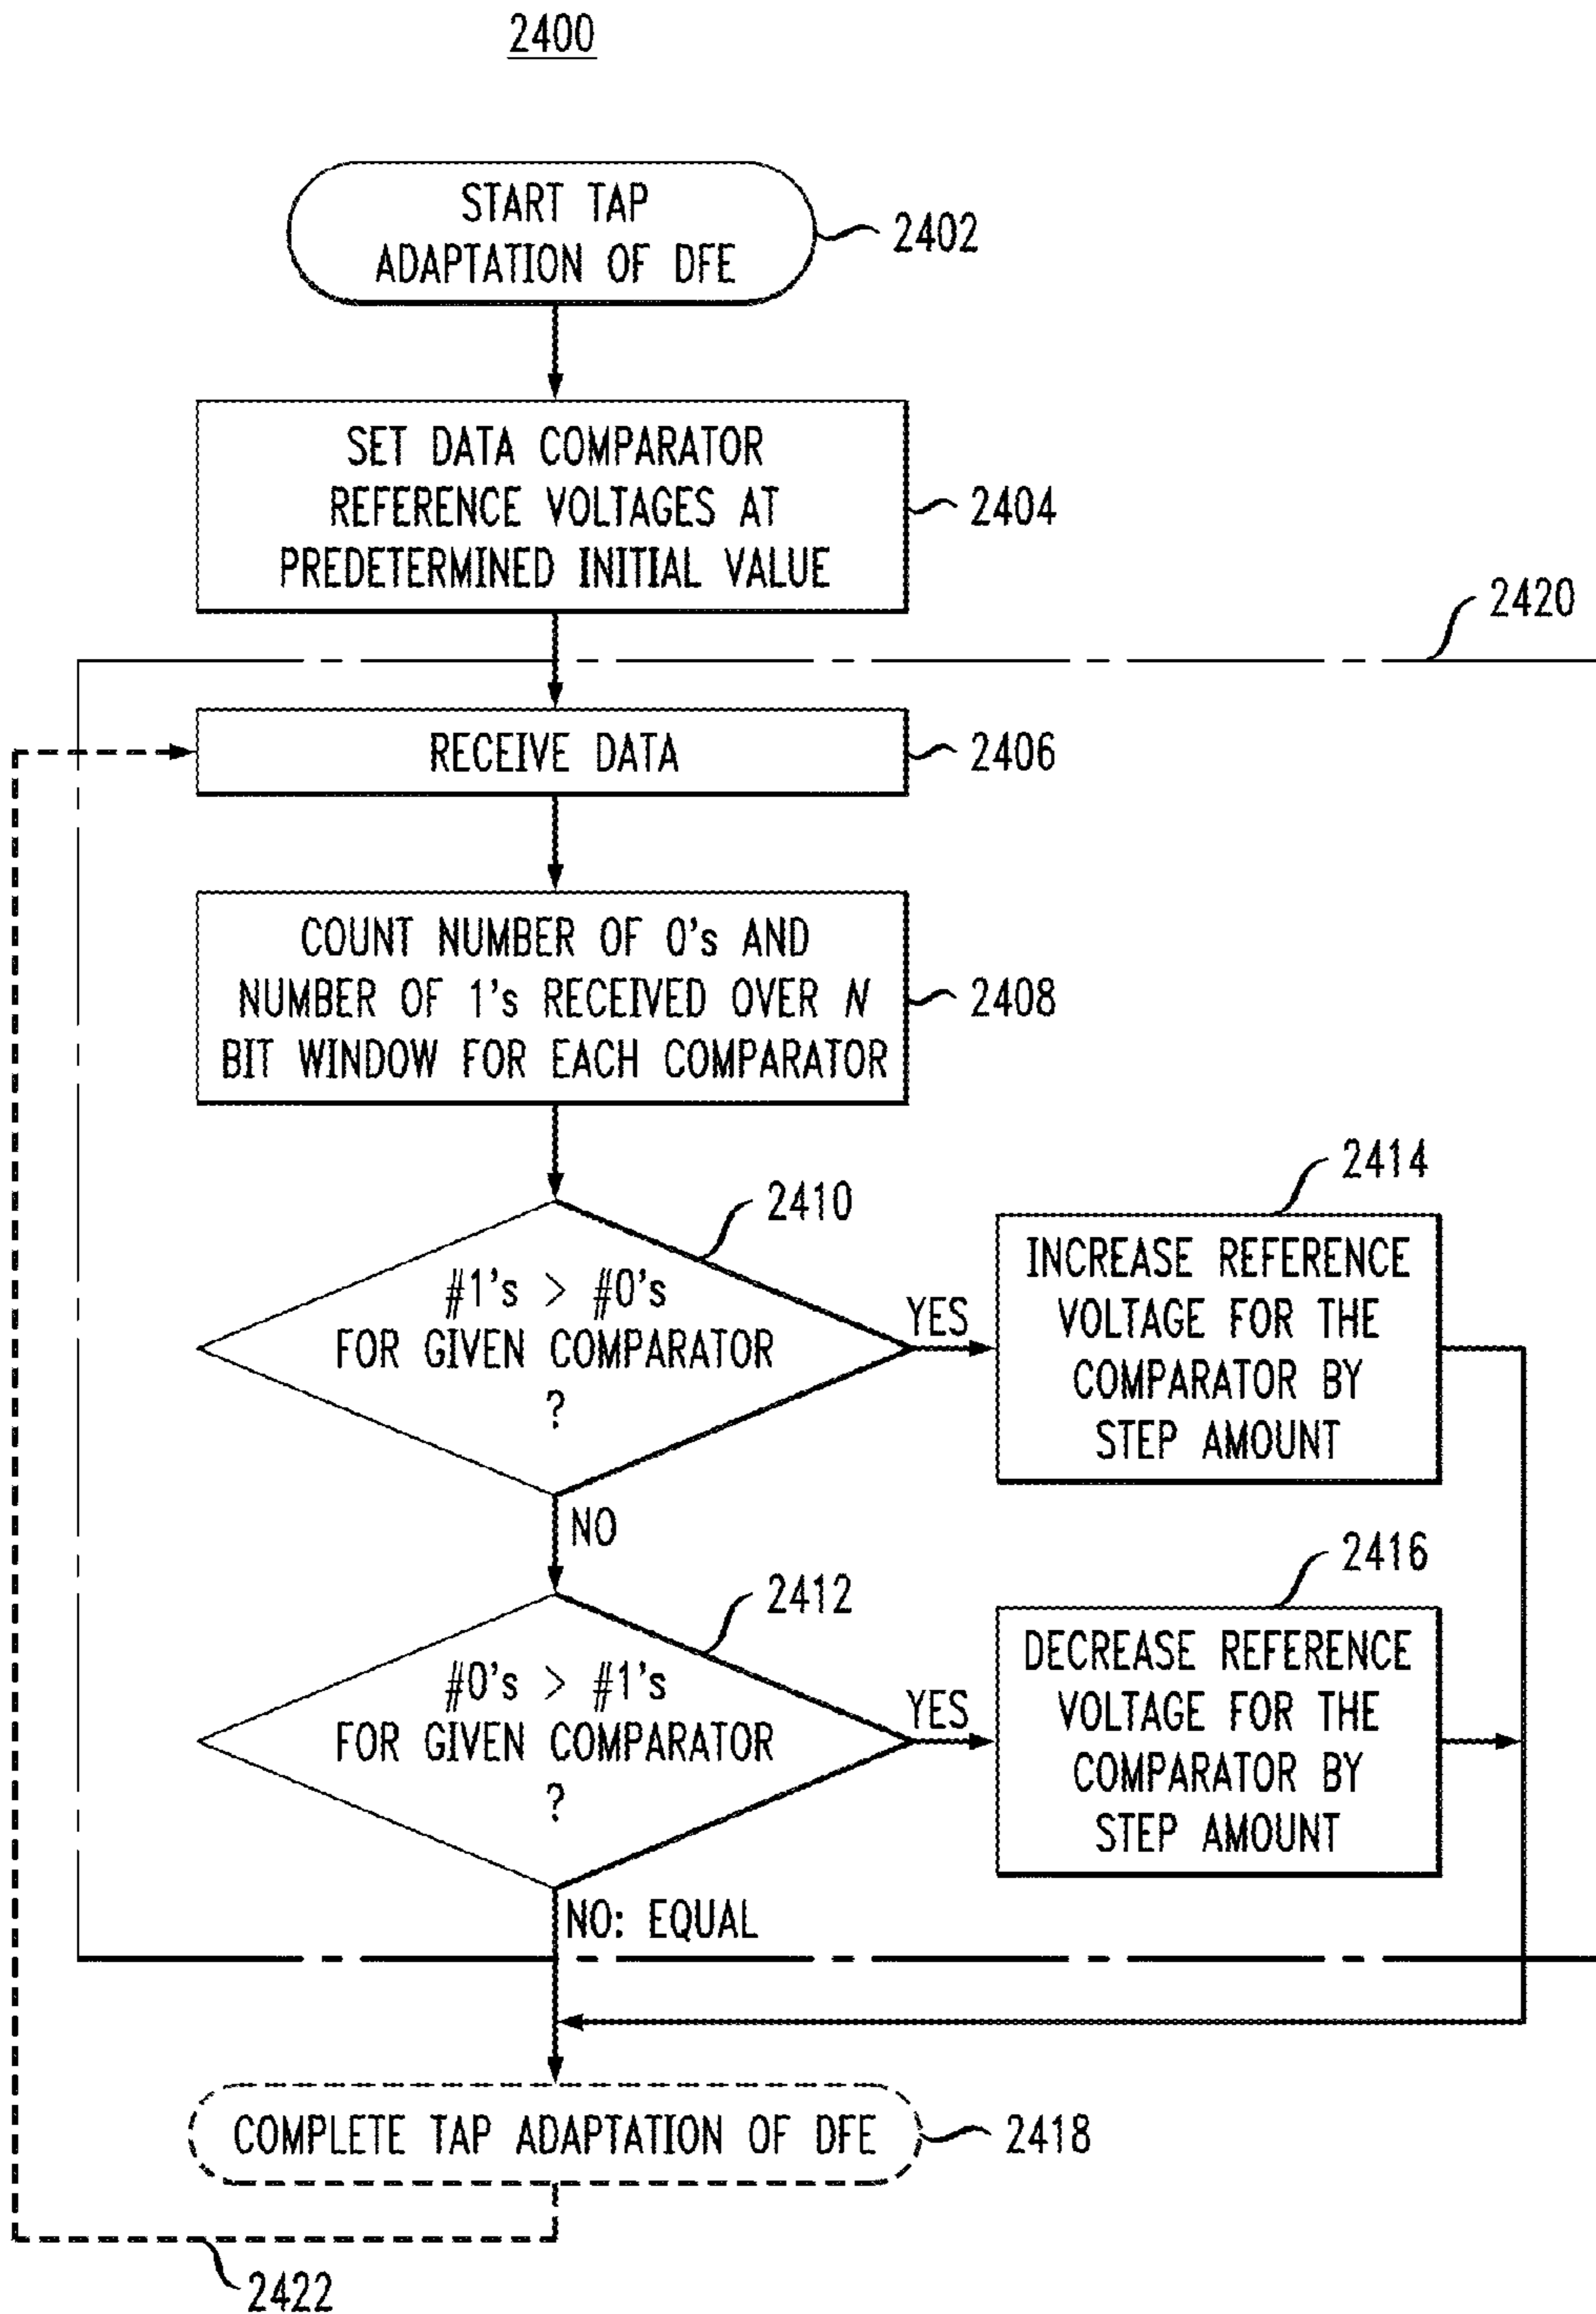 2400
START TAP
ADAPTATION OF DFE
2402
SET DATA COMPARATOR
REFERENCE VOLTAGES AT
PREDETERMINED INITIAL VALUE
2404
2420
RECEIVE DATA
2406
COUNT NUMBER OF 0's AND
NUMBER OF 1's RECEIVED OVER N
BIT WINDOW FOR EACH COMPARATOR
2408
2410
#1's > #0's
FOR GIVEN COMPARATOR
?
YES
2414
INCREASE REFERENCE
VOLTAGE FOR THE
COMPARATOR BY
STEP AMOUNT
NO
2412
#0's > #1's
FOR GIVEN COMPARATOR
?
YES
2416
DECREASE REFERENCE
VOLTAGE FOR THE
COMPARATOR BY
STEP AMOUNT
NO: EQUAL
COMPLETE TAP ADAPTATION OF DFE
2418
2422